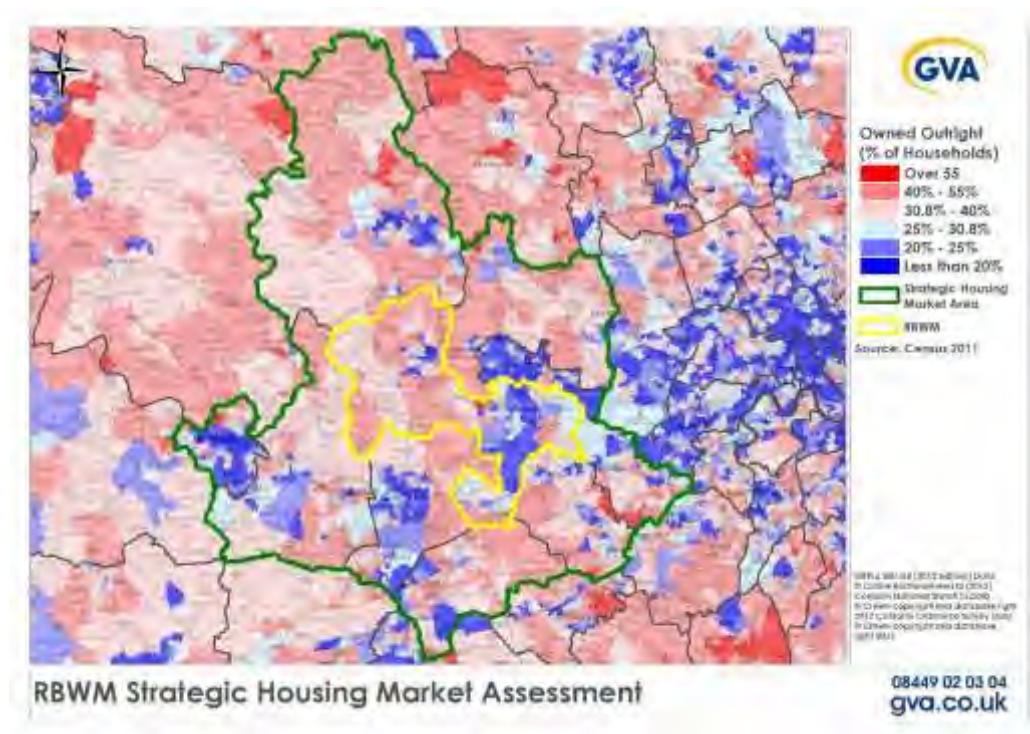 N
GVA
Owned Outright
(% of Households)
Over 55
40% - 55%
30.8% - 40%
25% - 30.8%
20% - 25%
Less than 20%
Strategic Housing
Market Area
RBWM
Source: Census 2011
RBWM Strategic Housing Market Assessment
08449 02 03 04
gva.co.uk